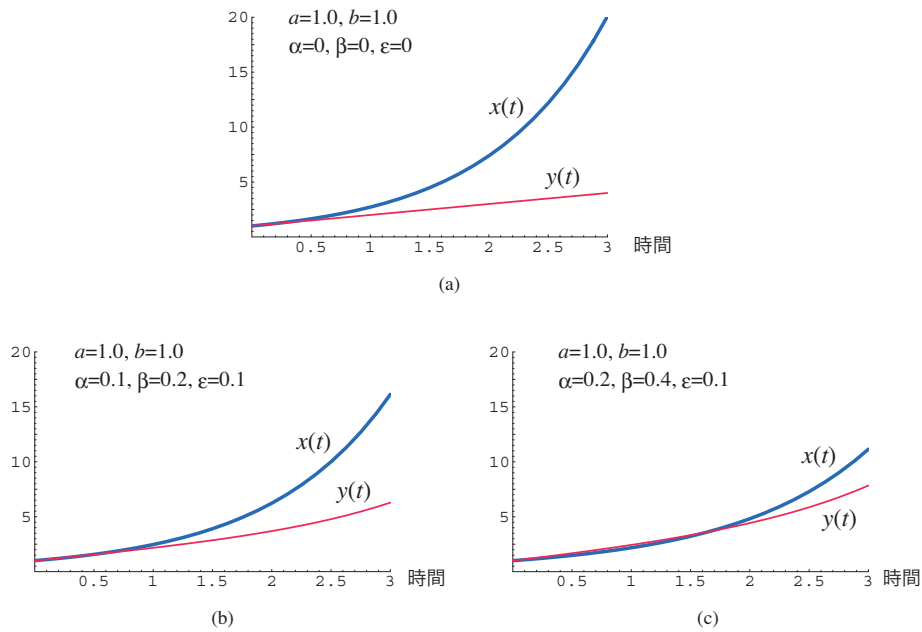 a=1.0, b=1.0
α=0, β=0, ε=0
20
15
10
5
x(t)
y(t)
0.5 1 1.5 2 2.5 3 時間
(a)
a=1.0, b=1.0
α=0.1, β=0.2, ε=0.1
20
15
10
5
x(t)
y(t)
0.5 1 1.5 2 2.5 3 時間
(b)
a=1.0, b=1.0
α=0.2, β=0.4, ε=0.1
20
15
10
5
x(t)
y(t)
0.5 1 1.5 2 2.5 3 時間
(c)